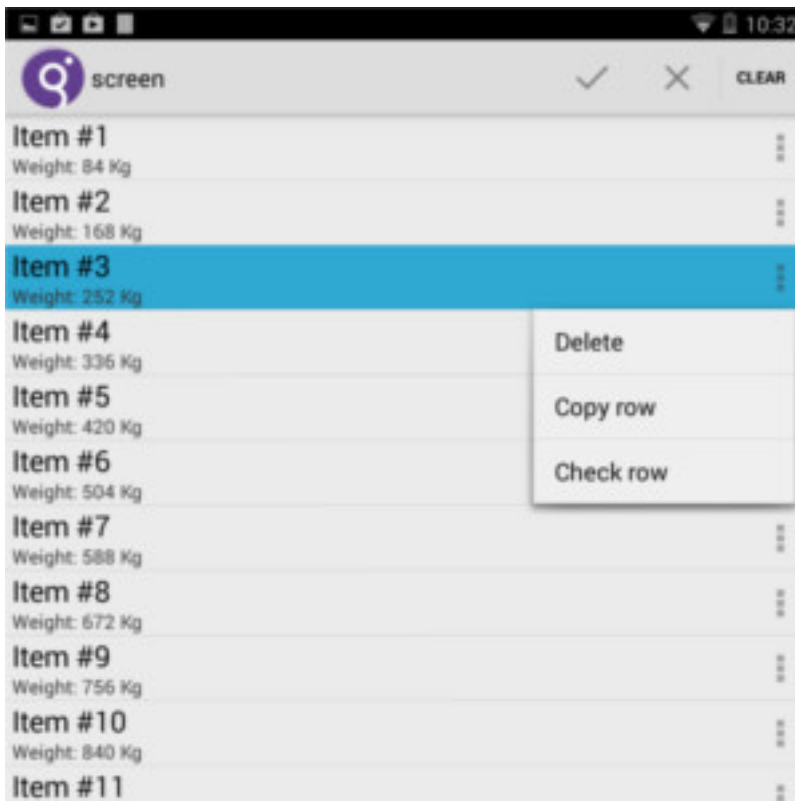 10:32
screen
CLEAR
Item #1
Weight: 84 Kg
Item #2
Weight: 168 Kg
Item #3
Weight: 252 Kg
Item #4
Weight: 336 Kg
Delete
Item #5
Weight: 420 Kg
Copy row
Item #6
Weight: 504 Kg
Check row
Item #7
Weight: 588 Kg
Item #8
Weight: 672 Kg
Item #9
Weight: 756 Kg
Item #10
Weight: 840 Kg
Item #11